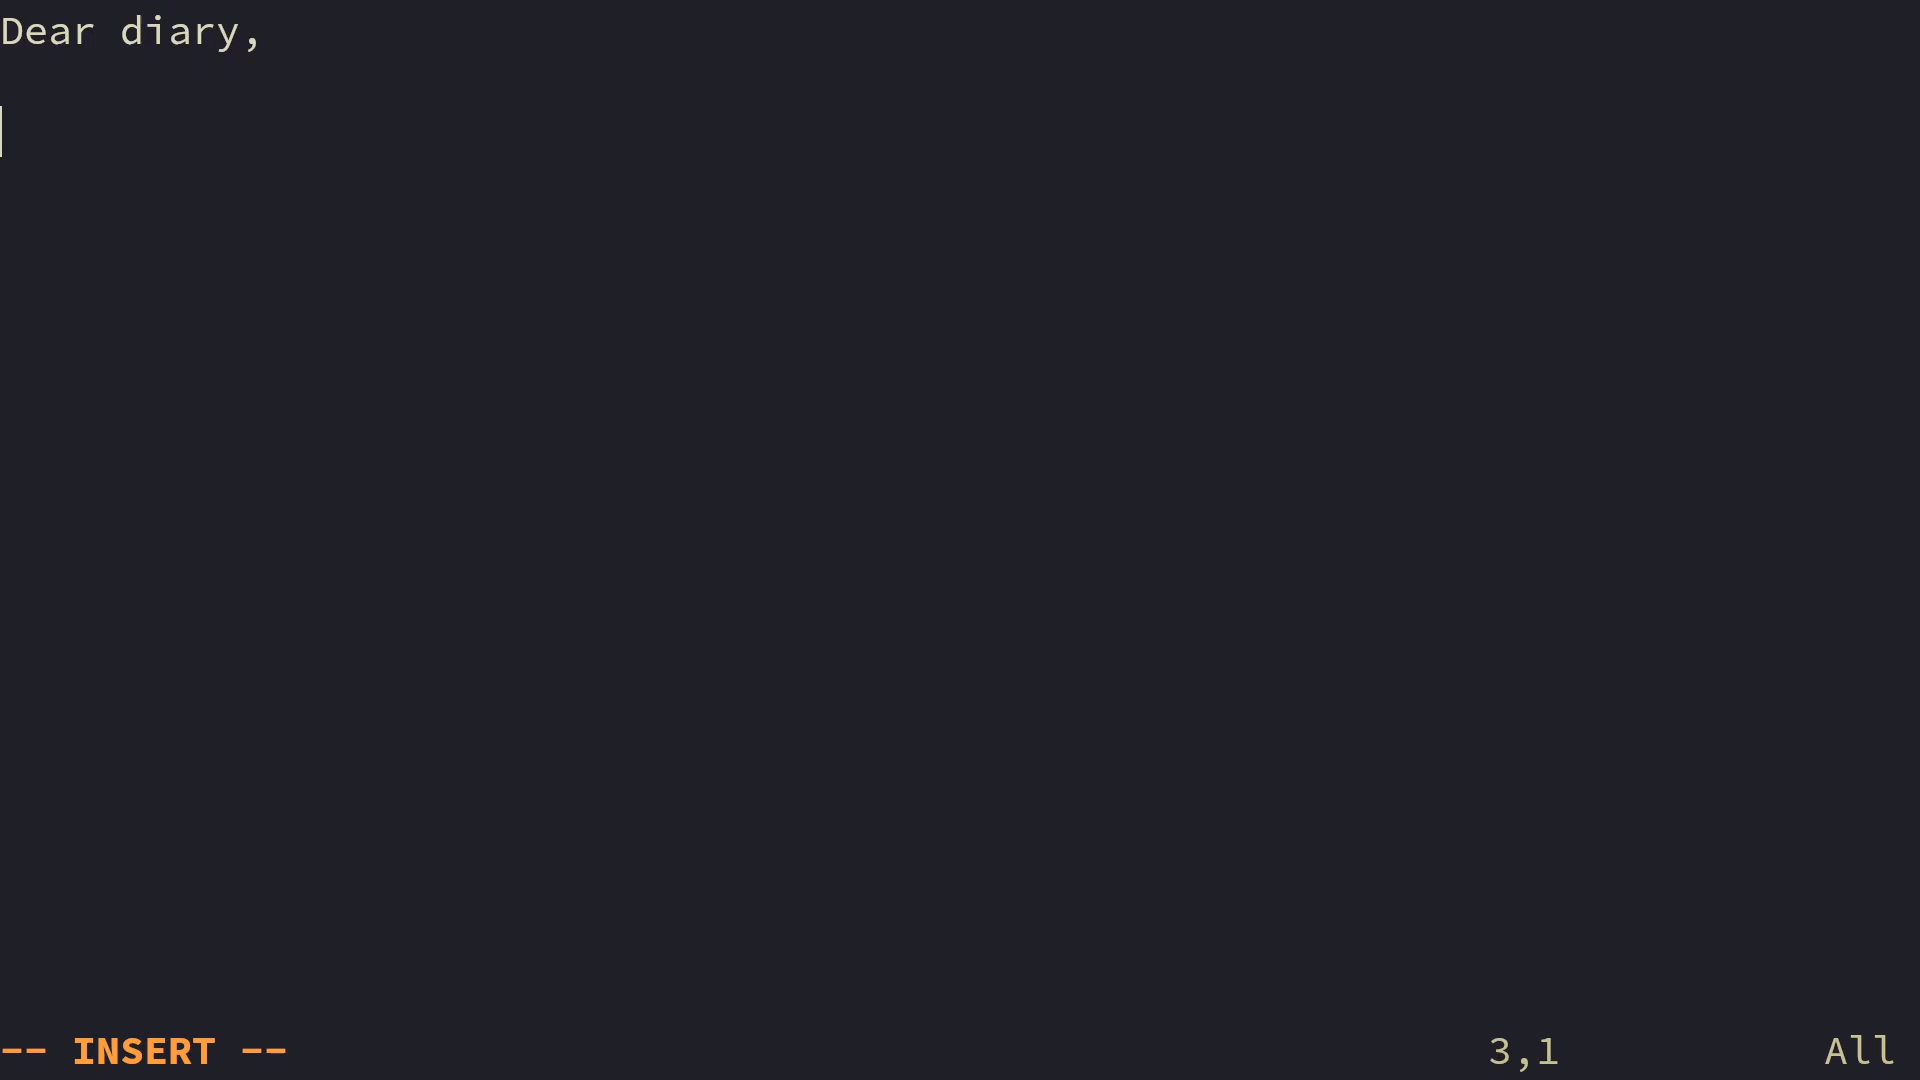 Dear diary,
-- INSERT -- 3,1 All